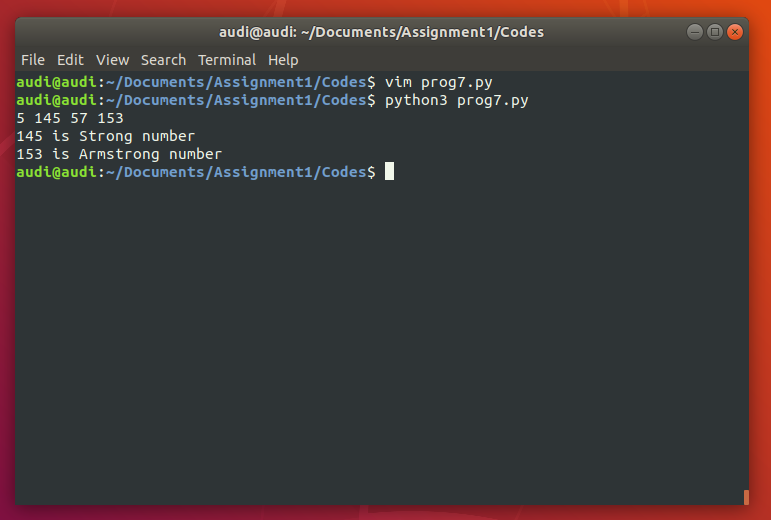 audi@audi: ~/Documents/Assignment1/Codes
File Edit View Search Terminal Help
audi@audi:~/Documents/Assignment1/Codes$ vim prog7.py
audi@audi:~/Documents/Assignment1/Codes$ python3 prog7.py
5 145 57 153
145 is Strong number
153 is Armstrong number
audi@audi:~/Documents/Assignment1/Codes$